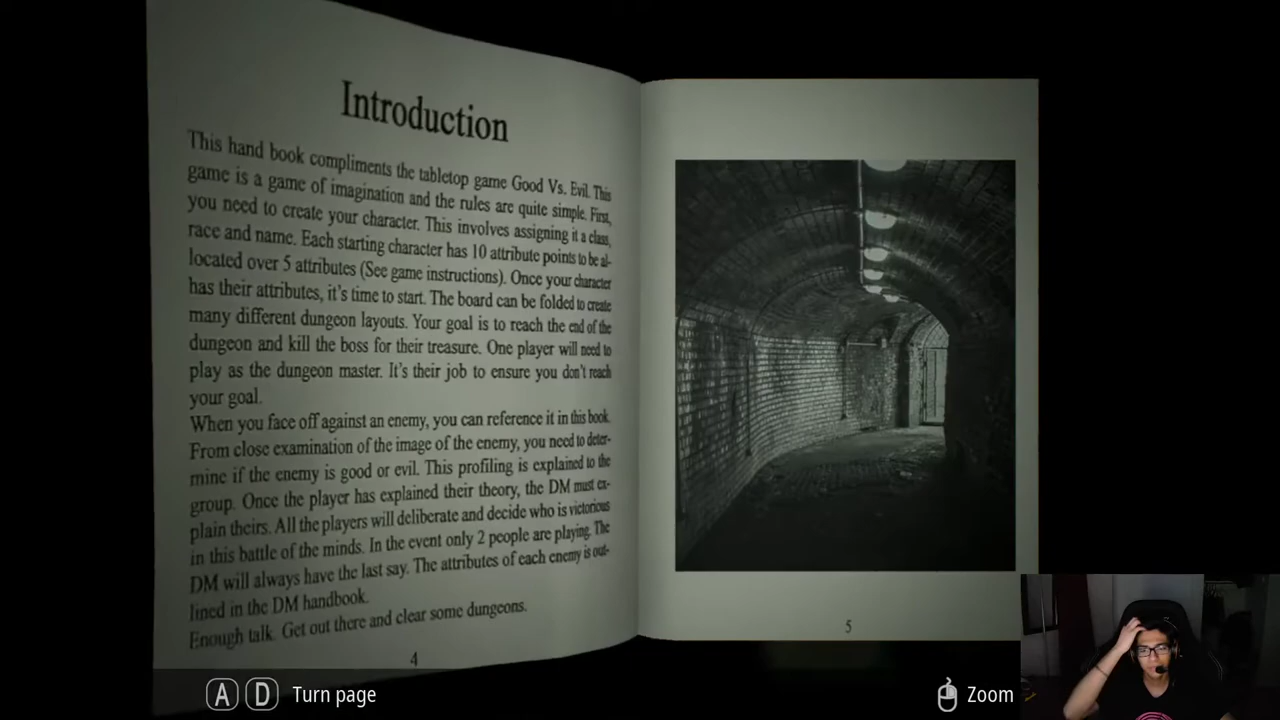 Introduction
This hand book compliments the tabletop game Good Vs. Evil. This
game is a game of imagination and the rules are quite simple. First,
you need to create your character. This involves assigning it a class,
race and name. Each starting character has 10 attribute points to be al-
located over 5 attributes (See game instructions). Once your character
has their attributes, it's time to start. The board can be folded to create
many different dungeon layouts. Your goal is to reach the end of the
dungeon and kill the boss for their treasure. One player will need to
play as the dungeon master. It's their job to ensure you don't reach
your goal.
When you face off against an enemy, you can reference it in this book.
From close examination of the image of the enemy, you need to deter-
mine if the enemy is good or evil. This profiling is explained to the
group. Once the player has explained their theory, the DM must ex-
plain theirs. All the players will deliberate and decide who is victorious
in this battle of the minds. In the event only 2 people are playing. The
DM will always have the last say. The attributes of each enemy is out-
lined in the DM handbook.
Enough talk. Get out there and clear some dungeons.
4
5
A D Turn page
Zoom